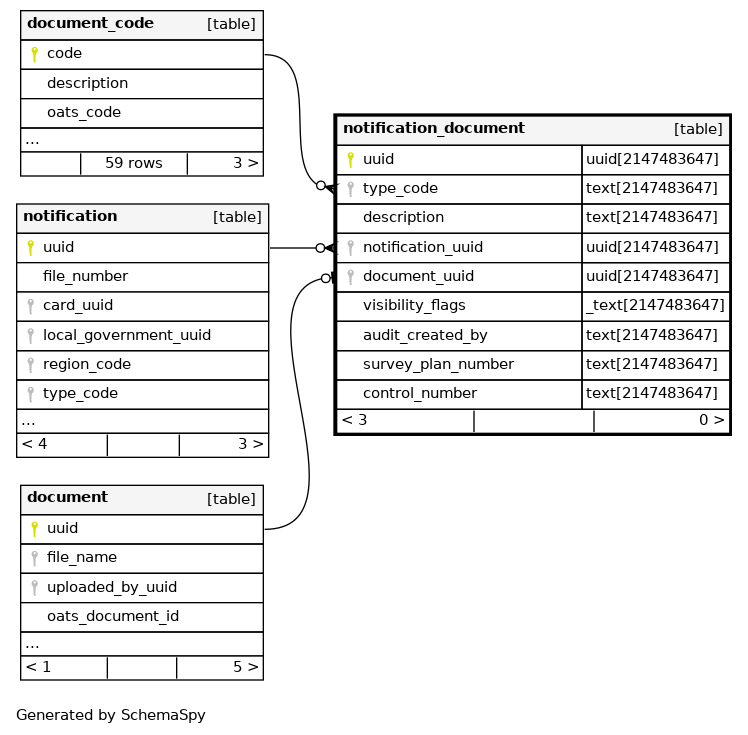 document_code [table]
code
description
oats_code
...
59 rows 3 >
notification [table]
uuid
file_number
card_uuid
local_government_uuid
region_code
type_code
...
< 4 3 >
document [table]
uuid
file_name
uploaded_by_uuid
oats_document_id
...
< 1 5 >
notification_document [table]
uuid uuid[2147483647]
type_code text[2147483647]
description text[2147483647]
notification_uuid uuid[2147483647]
document_uuid uuid[2147483647]
visibility_flags _text[2147483647]
audit_created_by text[2147483647]
survey_plan_number text[2147483647]
control_number text[2147483647]
< 3 0 >
Generated by SchemaSpy